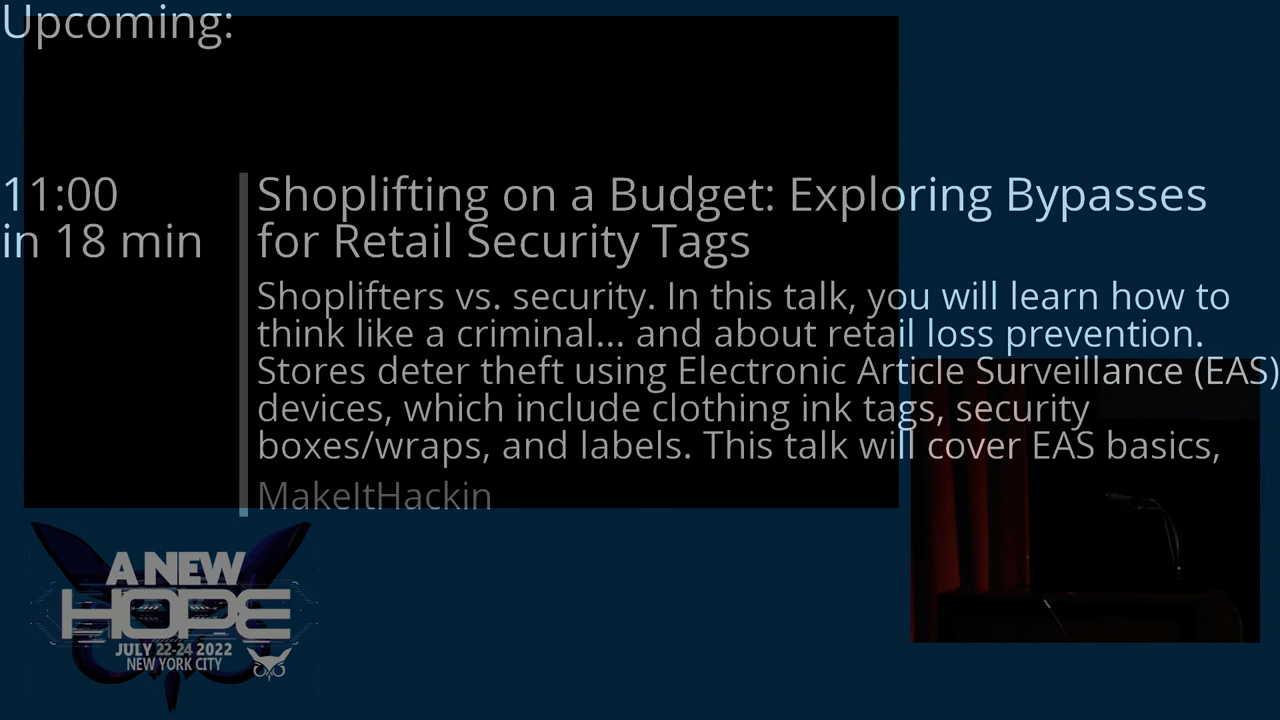 Upcoming:
11:00
in 18 min
Shoplifting on a Budget: Exploring Bypasses
for Retail Security Tags
Shoplifters vs. security. In this talk, you will learn how to
think like a criminal... and about retail loss prevention.
Stores deter theft using Electronic Article Surveillance (EAS)
devices, which include clothing ink tags, security
boxes/wraps, and labels. This talk will cover EAS basics,
MakeItHackin
A NEW
HOPE
JULY 22-24 2022
NEW YORK CITY